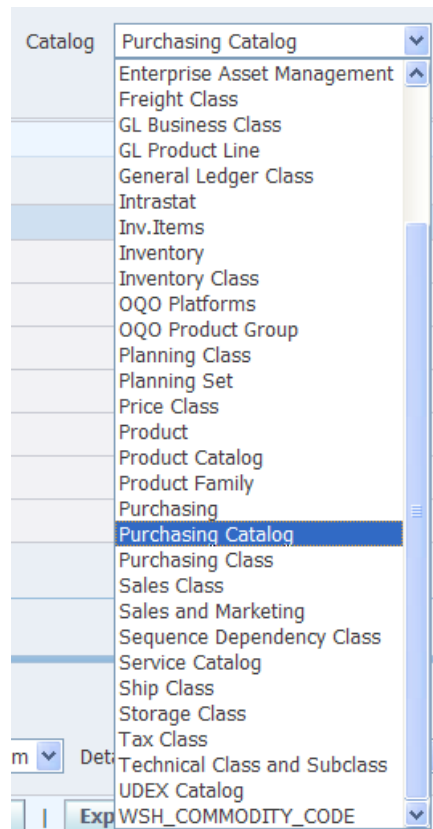 Catalog Purchasing Catalog
Enterprise Asset Management
Freight Class
GL Business Class
GL Product Line
General Ledger Class
Intrastat
Inv.Items
Inventory
Inventory Class
OQO Platforms
OQO Product Group
Planning Class
Planning Set
Price Class
Product
Product Catalog
Product Family
Purchasing
Purchasing Catalog
Purchasing Class
Sales Class
Sales and Marketing
Sequence Dependency Class
Service Catalog
Ship Class
Storage Class
Tax Class
m Deta Technical Class and Subclass
UDEX Catalog
| Exp WSH_COMMODITY_CODE